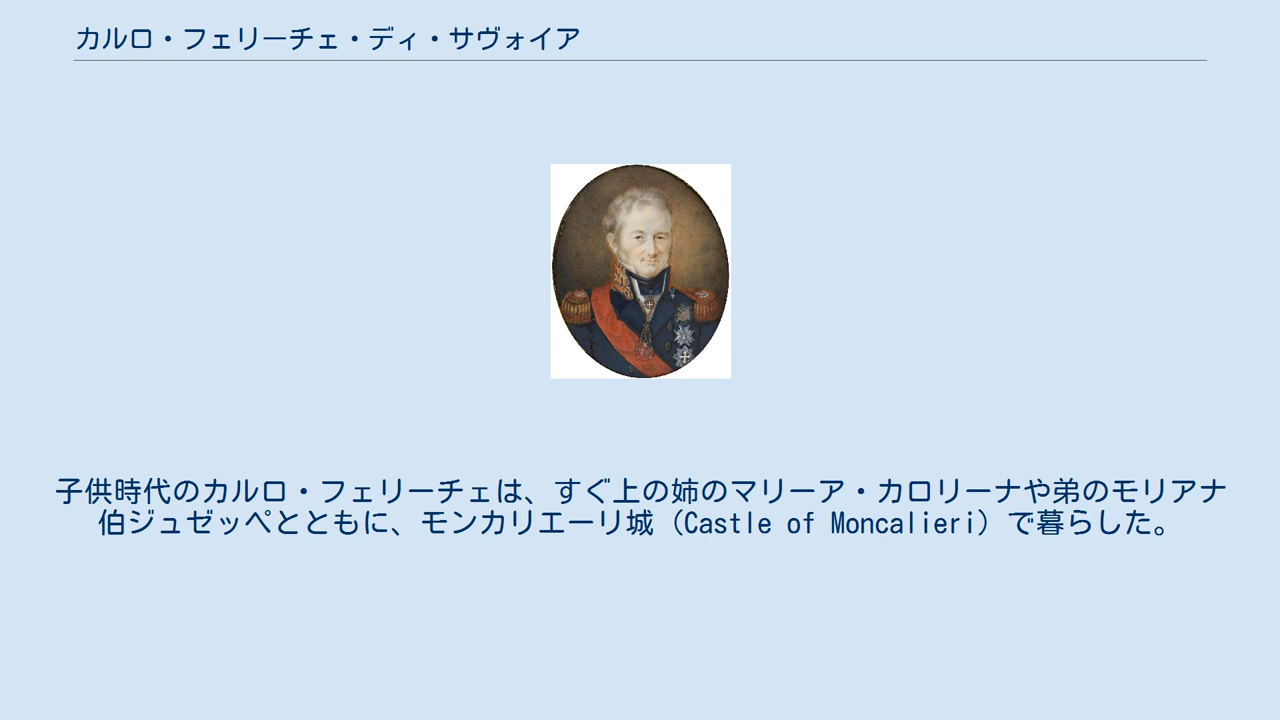 カルロ・フェリーチェ・ディ・サヴォイア
子供時代のカルロ・フェリーチェは、すぐ上の姉のマリーア・カロリーナや弟のモリアナ
伯ジュゼッペとともに、モンカリエーリ城（Castle of Moncalieri）で暮らした。